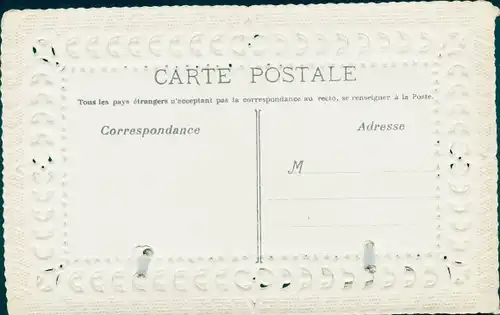 CARTE POSTALE
Tous les pays étrangers n'acceptant pas la correspondance au recto, se renseigner à la Poste.
Correspondance
Adresse
M